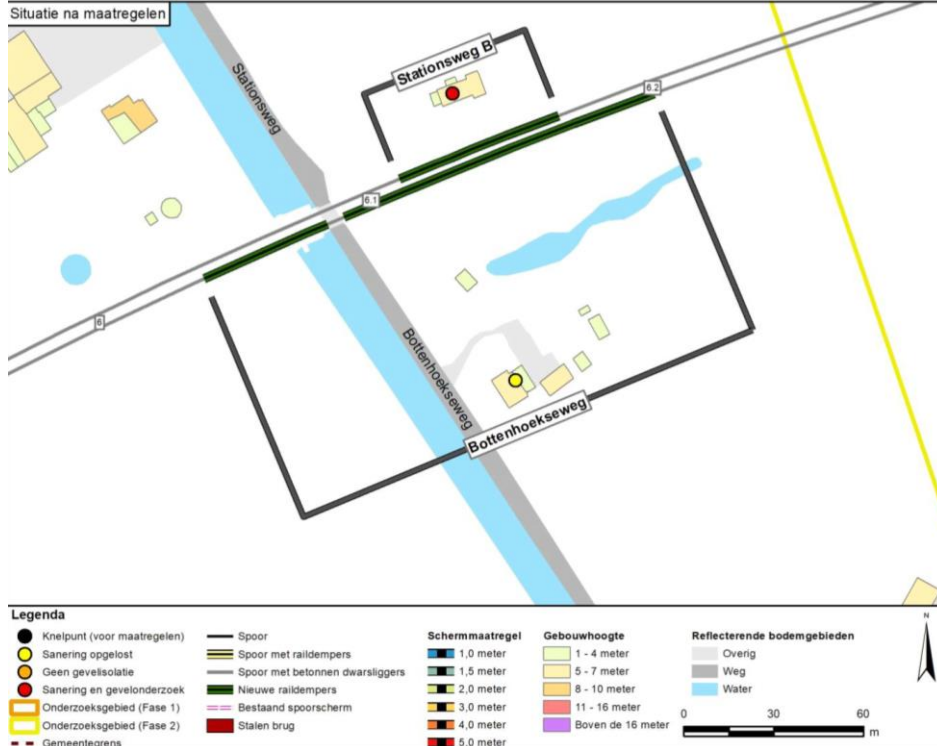 Situatie na maatregelen
Stationsweg B
Stationsweg
6.2
6.1
6
Bottenhoekseweg
Bottenhoekseweg
Legenda
Knelpunt (voor maatregelen)
Sanering opgelost
Geen gevelisolatie
Sanering en gevelonderzoek
Onderzoeksgebied (Fase 1)
Onderzoeksgebied (Fase 2)
Gemeentegrens
Spoor
Spoor met raildempers
Spoor met betonnen dwarsliggers
Nieuwe raildempers
Bestaand spoorscherm
Stalen brug
Schermmaatregel
1,0 meter
1,5 meter
2,0 meter
3,0 meter
4,0 meter
5,0 meter
Gebouwhoogte
1 - 4 meter
5 - 7 meter
8 - 10 meter
11 - 16 meter
Boven de 16 meter
Reflecterende bodemgebieden
Overig
Weg
Water
0 30 60
m
N